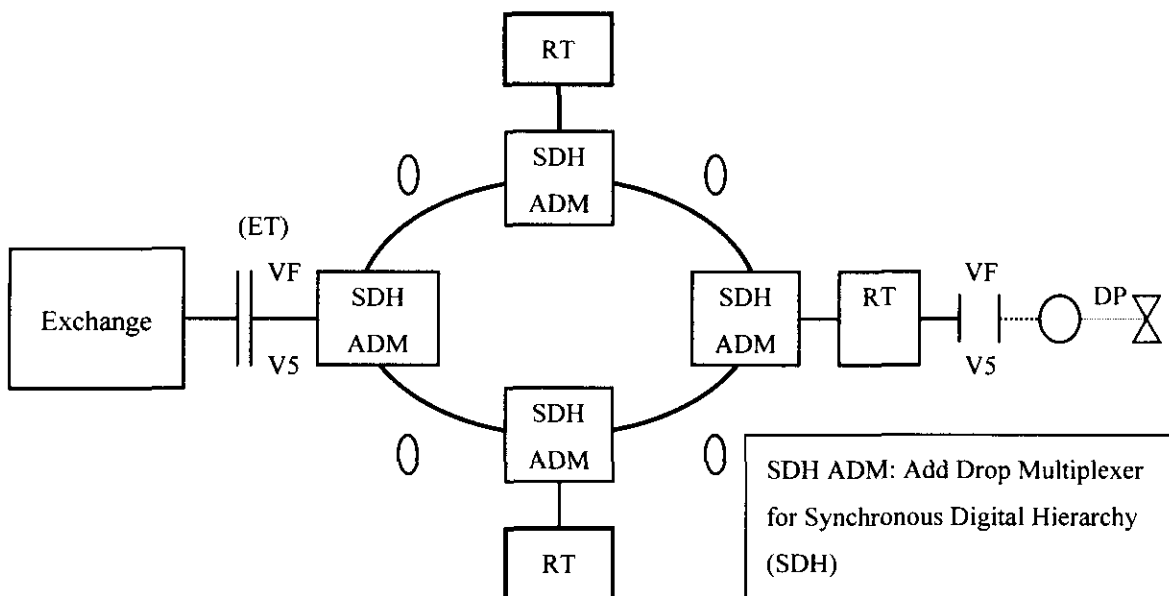 RT
SDH
ADM
(ET)
VF
Exchange
V5
SDH
ADM
SDH
ADM
RT
VF
V5
DP
SDH
ADM
RT
SDH ADM: Add Drop Multiplexer
for Synchronous Digital Hierarchy
(SDH)